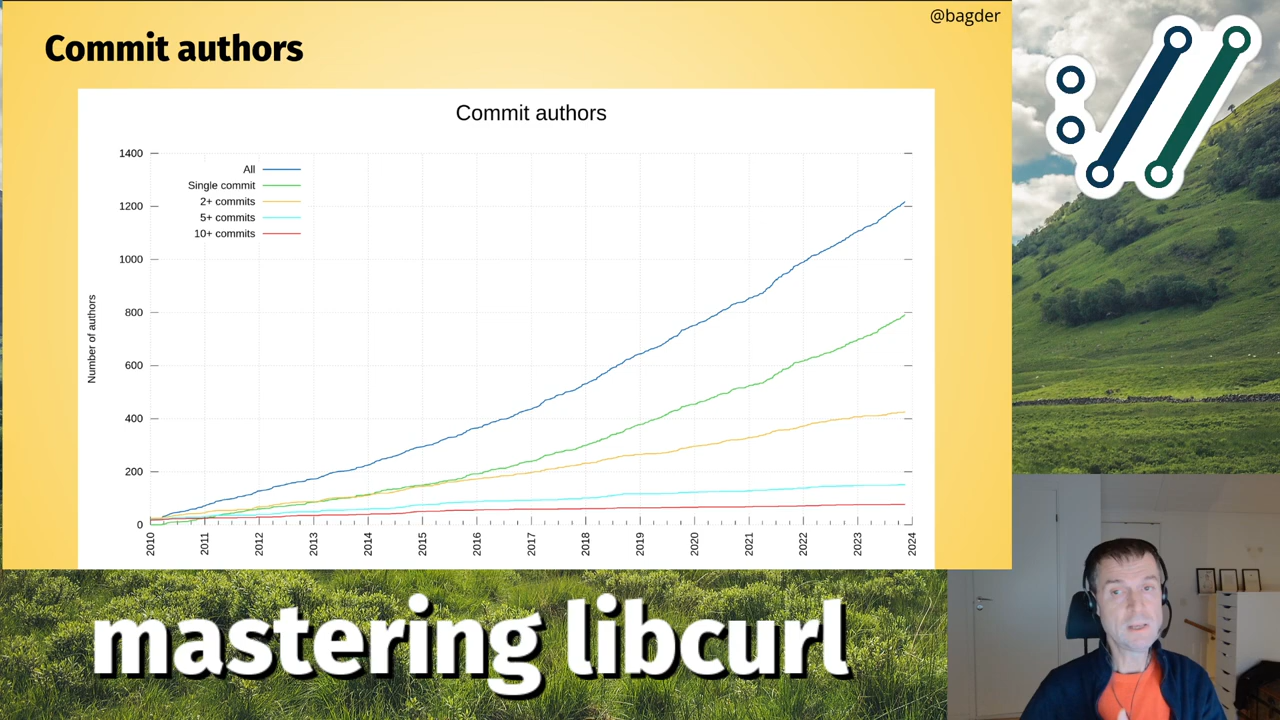 @bagder
Commit authors
Commit authors
1400
1200
1000
800
600
400
200
0
Number of authors
All
Single commit
2+ commits
5+ commits
10+ commits
2010
2011
2012
2013
2014
2015
2016
2017
2018
2019
2020
2021
2022
2023
2024
mastering libcurl